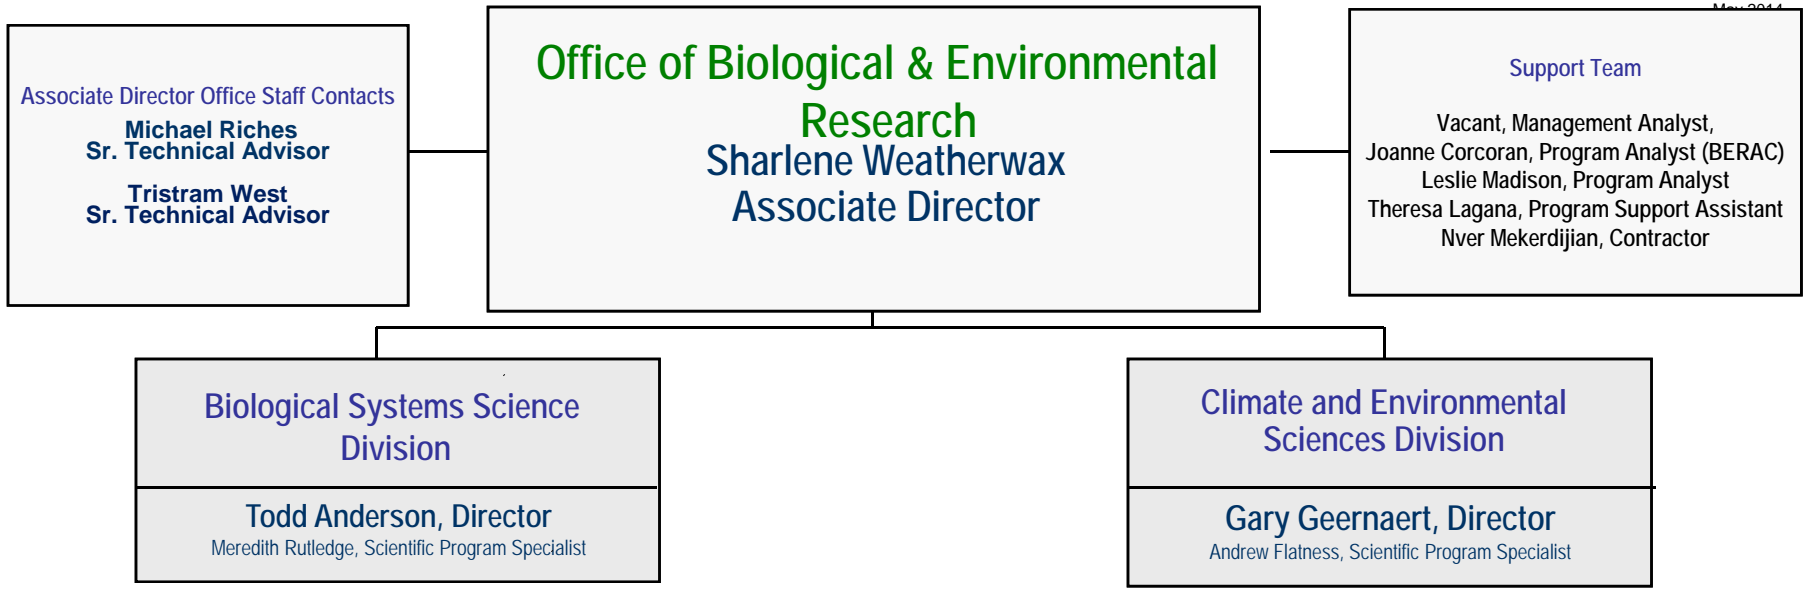 May 2014
Associate Director Office Staff Contacts
Michael Riches
Sr. Technical Advisor
Tristram West
Sr. Technical Advisor
Office of Biological & Environmental
Research
Sharlene Weatherwax
Associate Director
Support Team
Vacant, Management Analyst,
Joanne Corcoran, Program Analyst (BERAC)
Leslie Madison, Program Analyst
Theresa Lagana, Program Support Assistant
Nver Mekerdijian, Contractor
Biological Systems Science
Division
Todd Anderson, Director
Meredith Rutledge, Scientific Program Specialist
Climate and Environmental
Sciences Division
Gary Geernaert, Director
Andrew Flatness, Scientific Program Specialist